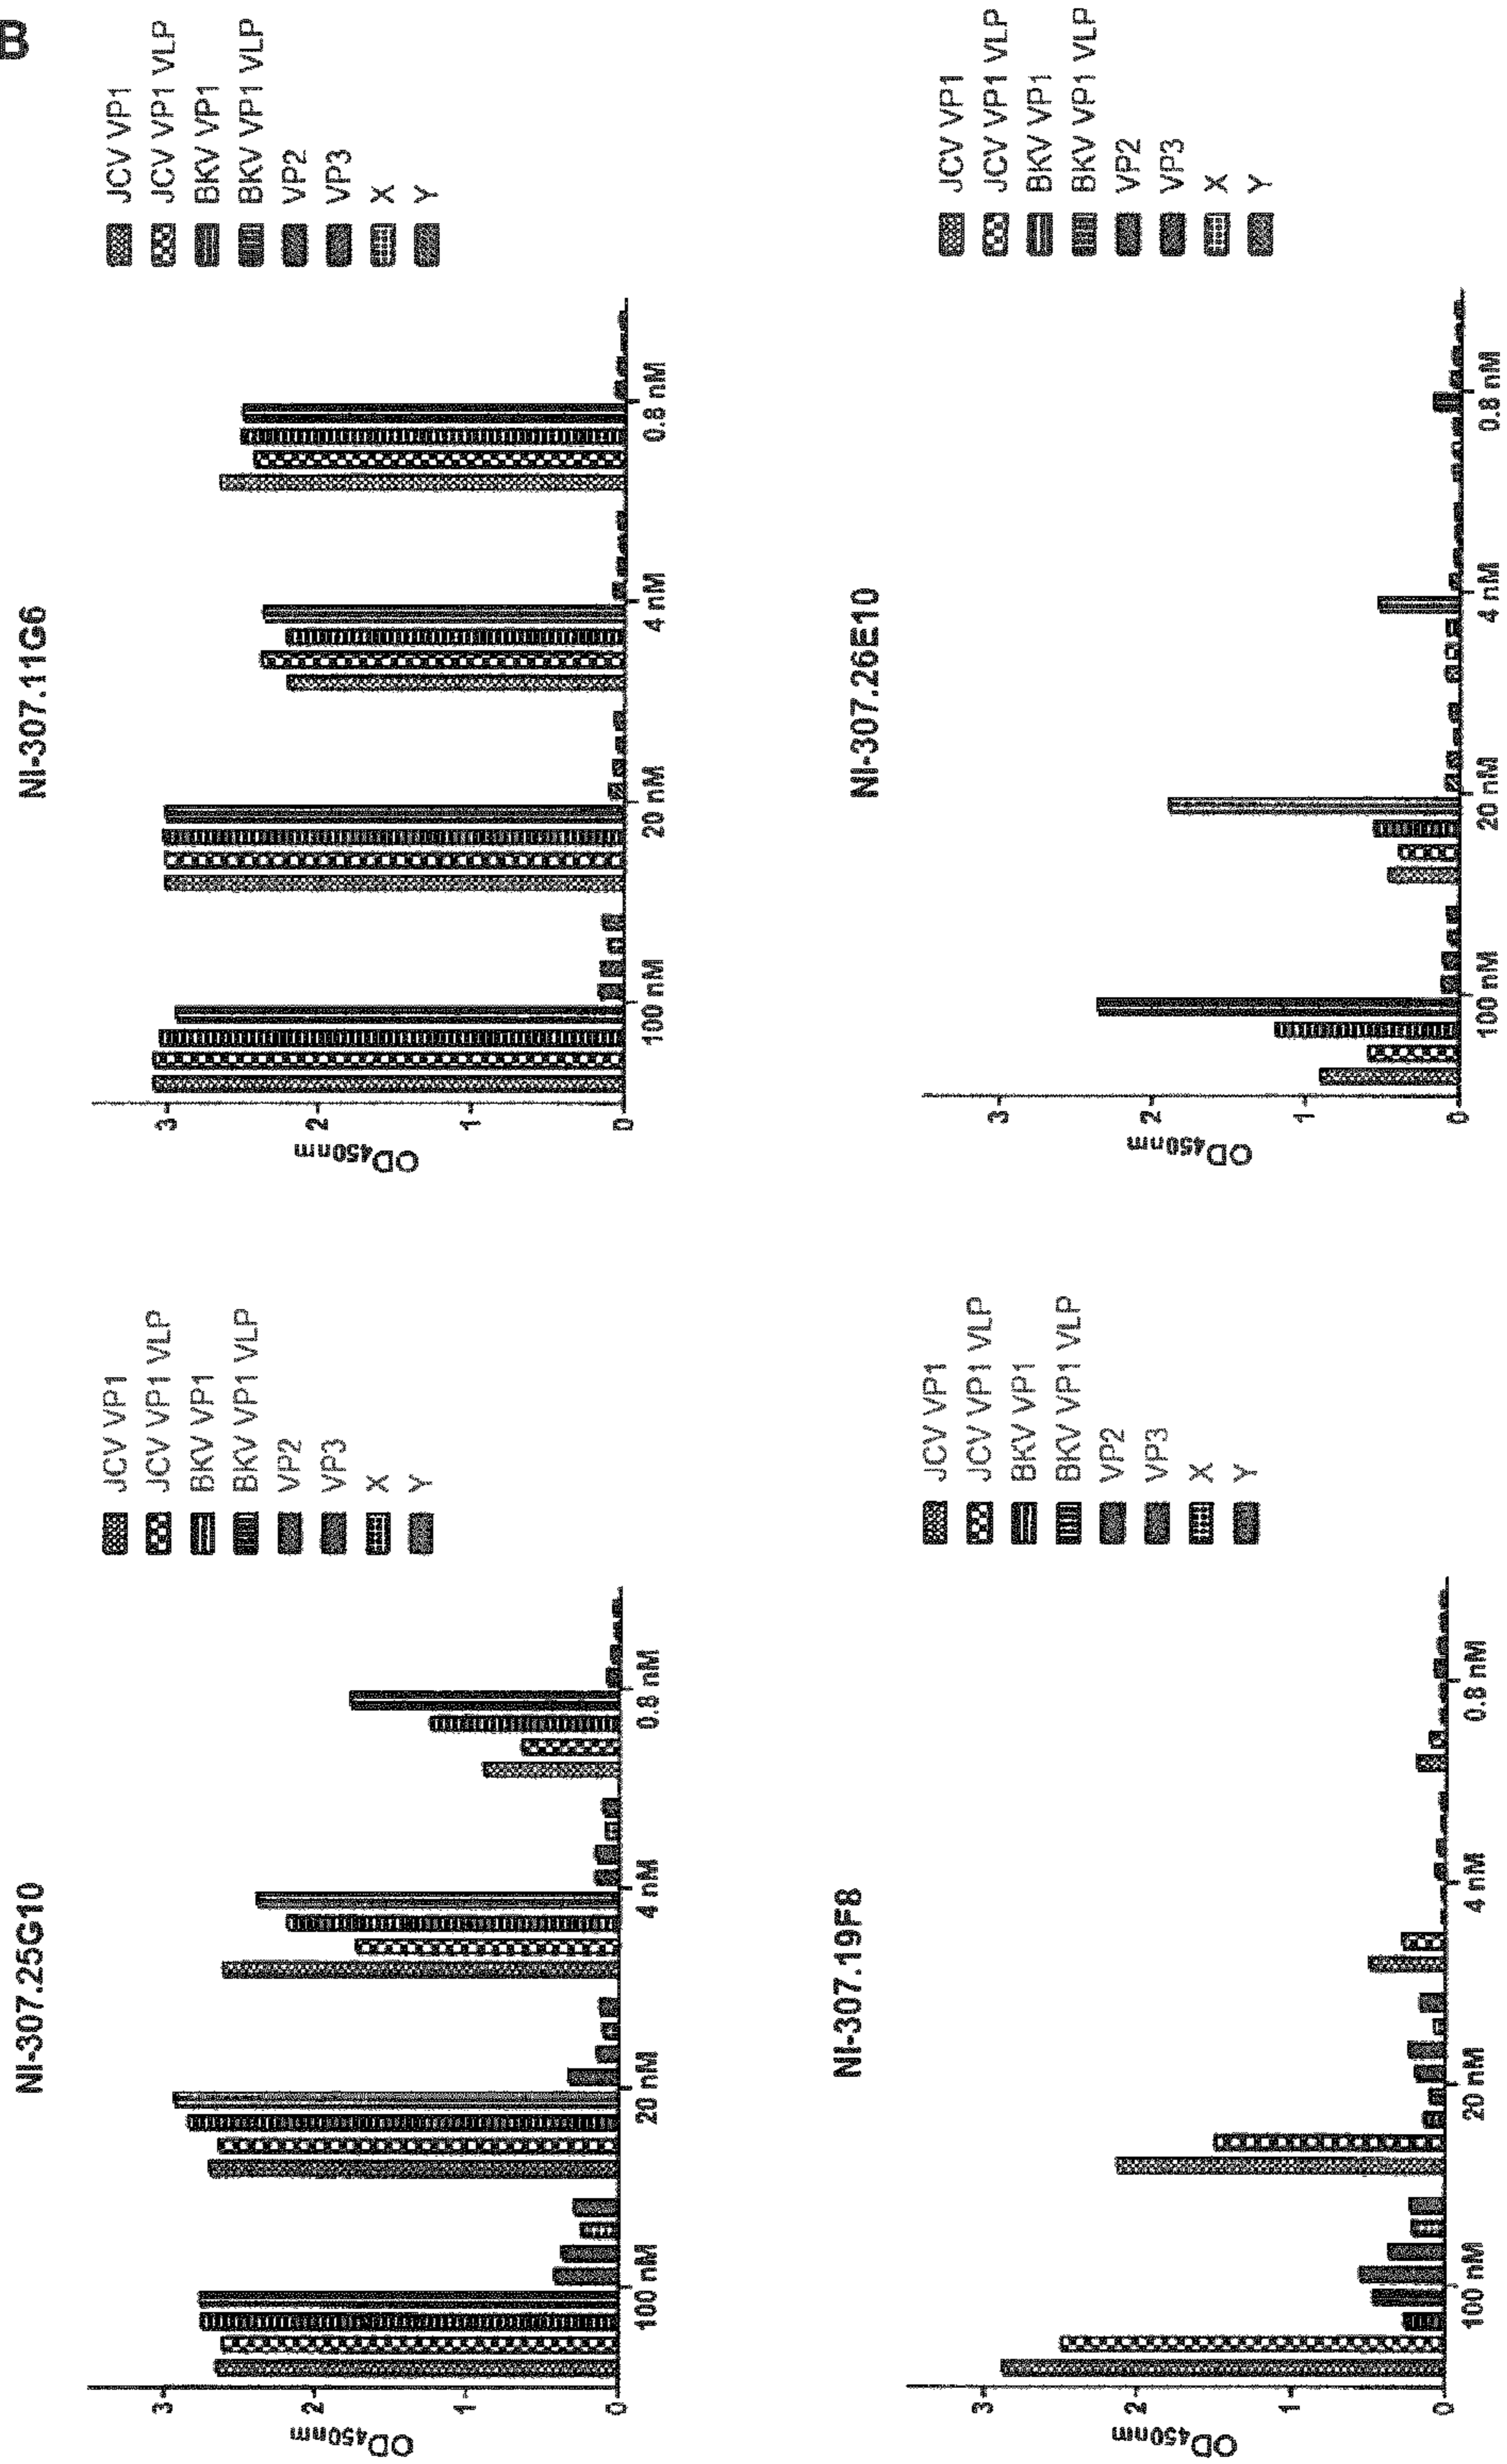 B
NI-307.25G10
OD450nm
3
2
1
0
100 nM
20 nM
4 nM
0.8 nM
JCV VP1
JCV VP1 VLP
BKV VP1
BKV VP1 VLP
VP2
VP3
X
Y
NI-307.11G6
OD450nm
3
2
1
0
100 nM
20 nM
4 nM
0.8 nM
JCV VP1
JCV VP1 VLP
BKV VP1
BKV VP1 VLP
VP2
VP3
X
Y
NI-307.19F8
OD450nm
3
2
1
0
100 nM
20 nM
4 nM
0.8 nM
JCV VP1
JCV VP1 VLP
BKV VP1
BKV VP1 VLP
VP2
VP3
X
Y
NI-307.26E10
OD450nm
3
2
1
0
100 nM
20 nM
4 nM
0.8 nM
JCV VP1
JCV VP1 VLP
BKV VP1
BKV VP1 VLP
VP2
VP3
X
Y